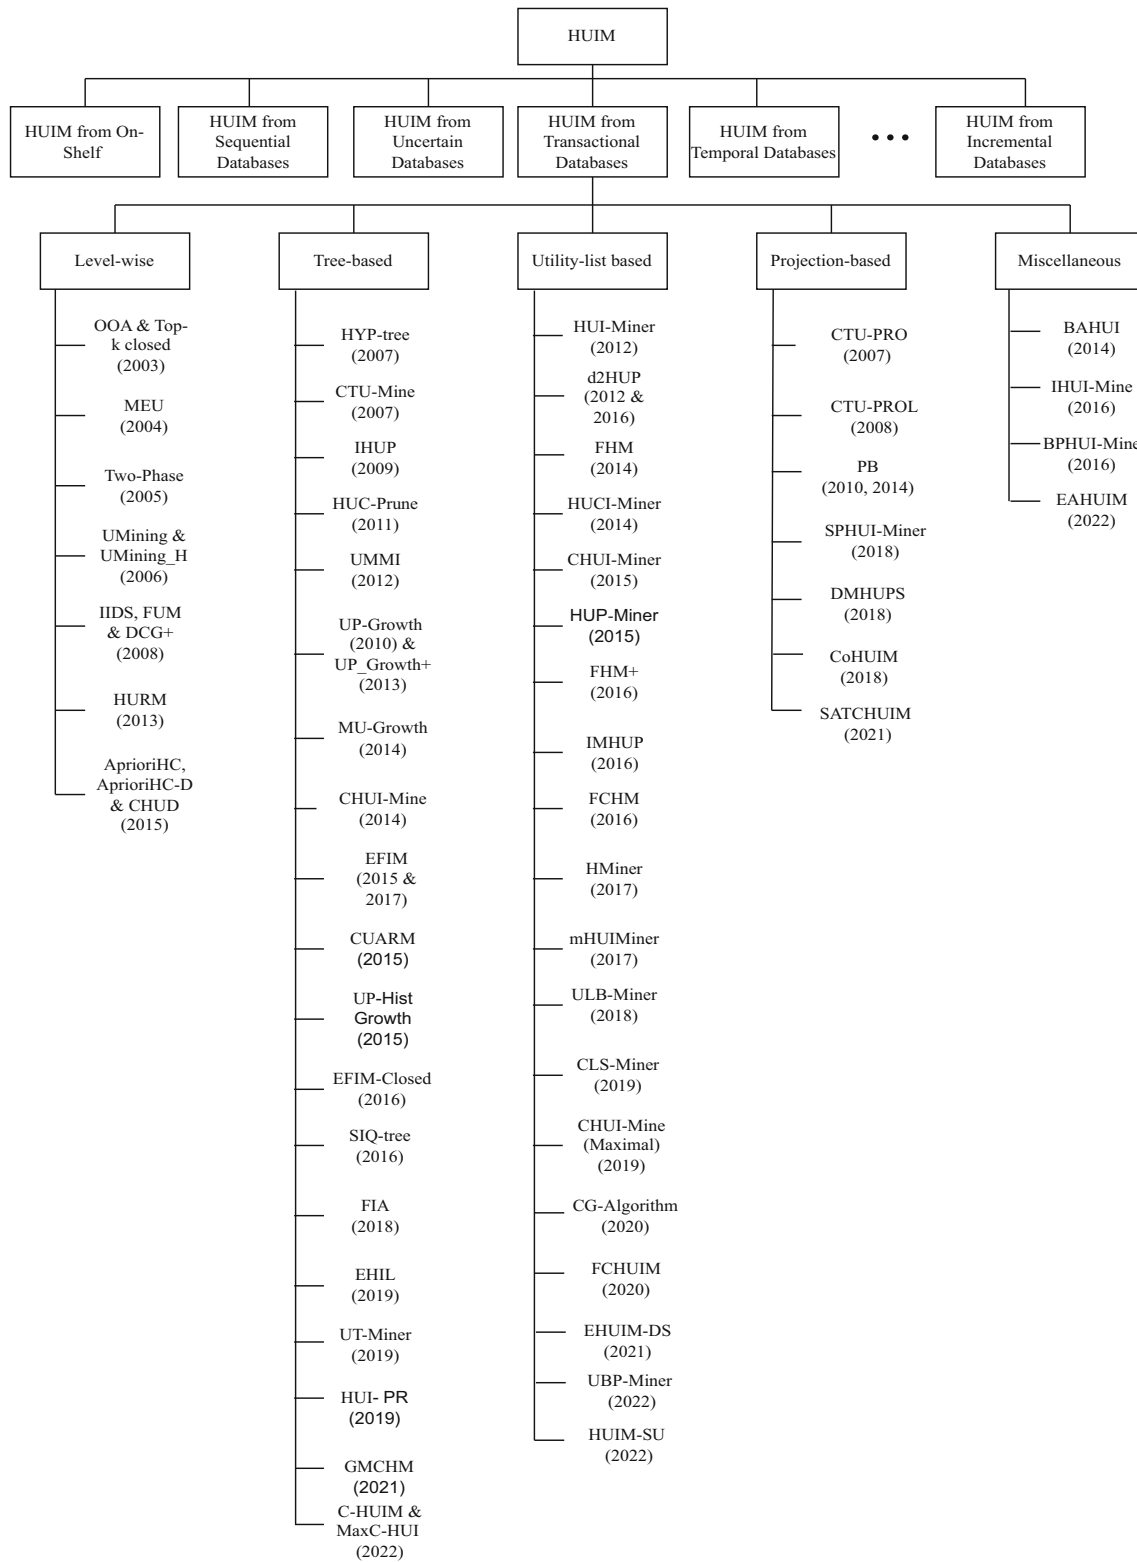 HUIM
HUIM from On-
Shelf
HUIM from
Sequential
Databases
HUIM from
Uncertain
Databases
HUIM from
Transactional
Databases
HUIM from
Temporal Databases
HUIM from
Incremental
Databases
Level-wise
OOA & Top-
k closed
(2003)
MEU
(2004)
Two-Phase
(2005)
UMining &
UMining_H
(2006)
IIDS, FUM
& DCG+
(2008)
HURM
(2013)
AprioriHC,
AprioriHC-D
& CHUD
(2015)
Tree-based
HYP-tree
(2007)
CTU-Mine
(2007)
IHUP
(2009)
HUC-Prune
(2011)
UMMI
(2012)
UP-Growth
(2010) &
UP_Growth+
(2013)
MU-Growth
(2014)
CHUI-Mine
(2014)
EFIM
(2015 &
2017)
CUARM
(2015)
UP-Hist
Growth
(2015)
EFIM-Closed
(2016)
SIQ-tree
(2016)
FIA
(2018)
EHIL
(2019)
UT-Miner
(2019)
HUI- PR
(2019)
GMCHM
(2021)
C-HUIM &
MaxC-HUI
(2022)
Utility-list based
HUI-Miner
(2012)
d2HUP
(2012 &
2016)
FHM
(2014)
HUCI-Miner
(2014)
CHUI-Miner
(2015)
HUP-Miner
(2015)
FHM+
(2016)
IMHUP
(2016)
FCHM
(2016)
HMiner
(2017)
mHUIMiner
(2017)
ULB-Miner
(2018)
CLS-Miner
(2019)
CHUI-Mine
(Maximal)
(2019)
CG-Algorithm
(2020)
FCHUIM
(2020)
EHUIM-DS
(2021)
UBP-Miner
(2022)
HUIM-SU
(2022)
Projection-based
CTU-PRO
(2007)
CTU-PROL
(2008)
PB
(2010, 2014)
SPHUI-Miner
(2018)
DMHUPS
(2018)
CoHUIM
(2018)
SATCHUIM
(2021)
Miscellaneous
BAHUI
(2014)
IHUI-Mine
(2016)
BPHUI-Mine
(2016)
EAHUIM
(2022)